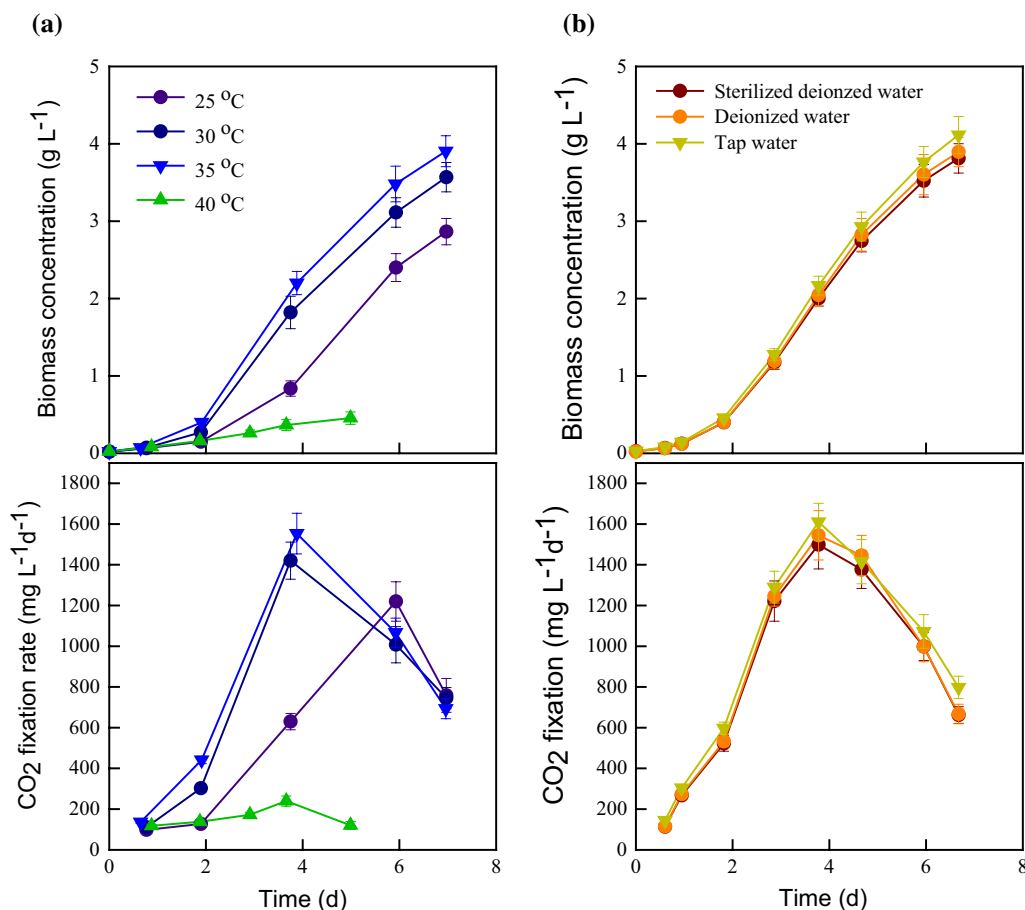 (a)
5
4
3
2
1
0
Biomass concentration (g L-1)
25 oC
30 oC
35 oC
40 oC
1800
1600
1400
1200
1000
800
600
400
200
0
CO2 fixation rate (mg L-1d-1)
0 2 4 6 8
Time (d)
(b)
5
4
3
2
1
0
Biomass concentration (g L-1)
Sterilized deionzed water
Deionized water
Tap water
1800
1600
1400
1200
1000
800
600
400
200
0
CO2 fixation (mg L-1d-1)
0 2 4 6 8
Time (d)